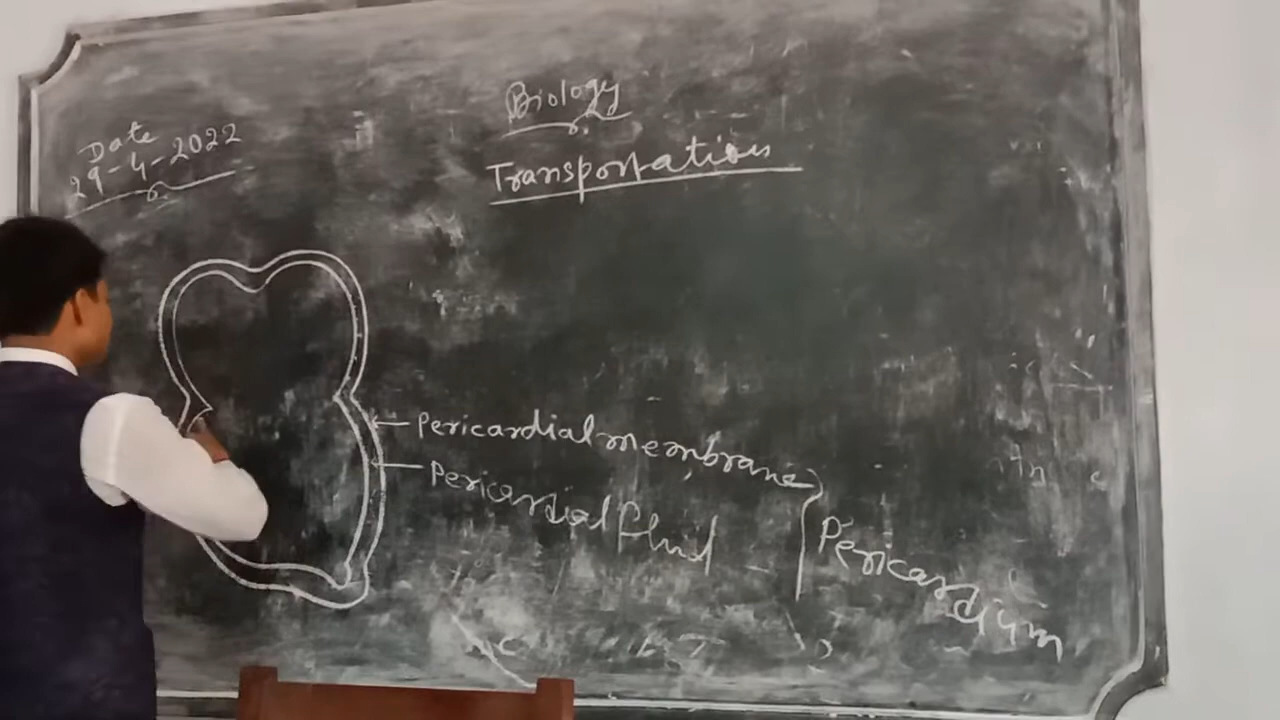 Biology
Date
29-4-2022
Transportation
Pericardial membrane
Pericardial fluid
Pericardium